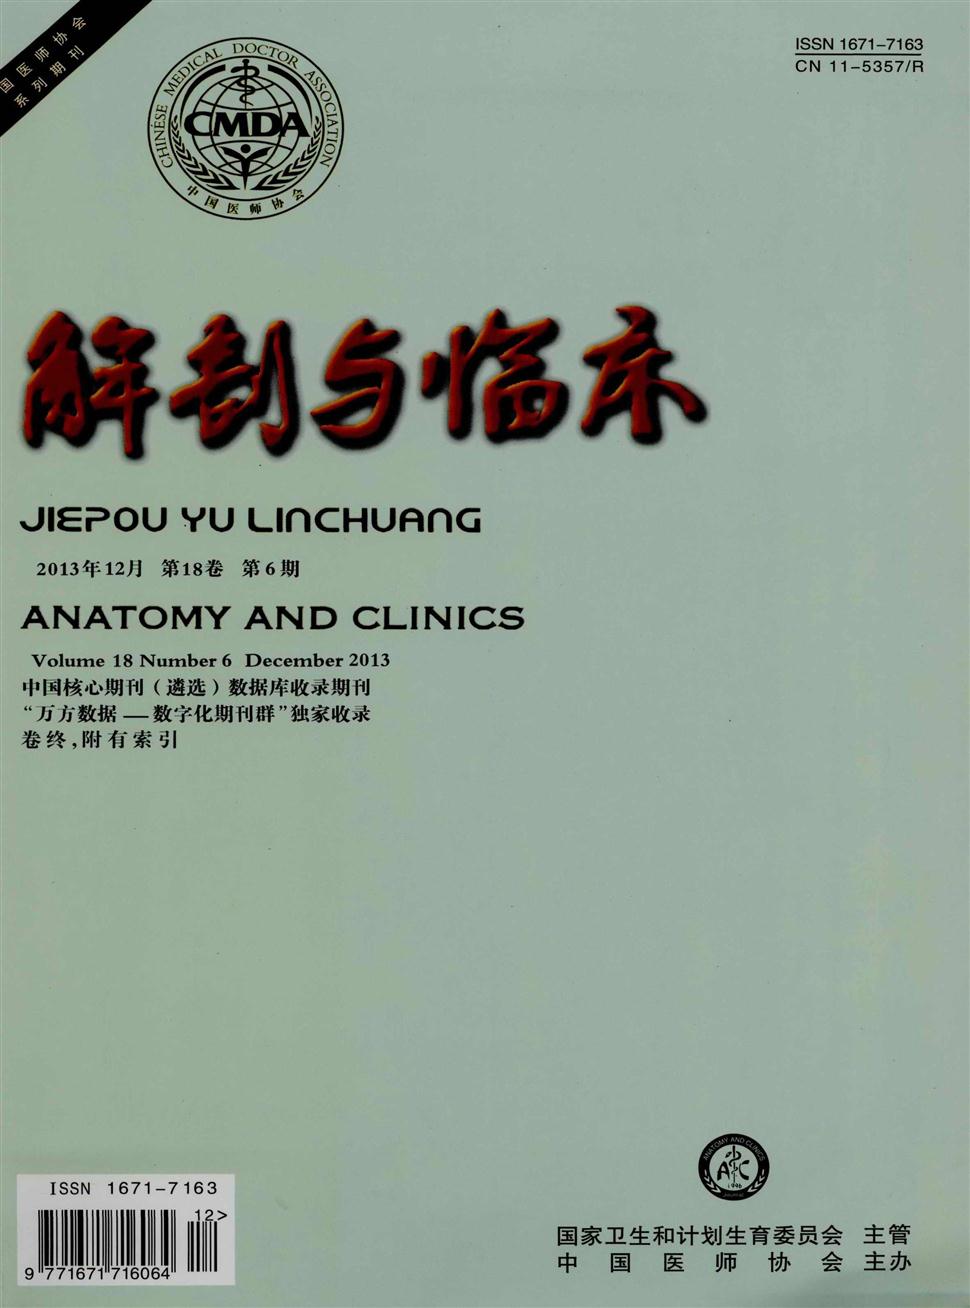 国医师协会
系列期刊
CHINESE MEDICAL DOCTOR ASSOCIATION
CMDA
中国医师协会
ISSN 1671-7163
CN 11-5357/R
解剖与临床
JIEPOU YU LINCHUANG
2013年12月 第18卷 第6期
ANATOMY AND CLINICS
Volume 18 Number 6 December 2013
中国核心期刊（遴选）数据库收录期刊
“万方数据—数字化期刊群”独家收录
卷终,附有索引
ANATOMY AND CLINICS
A C
1996
Journal
ISSN 1671-7163
12>
9 771671 716064
国家卫生和计划生育委员会 主管
中国医师协会 主办